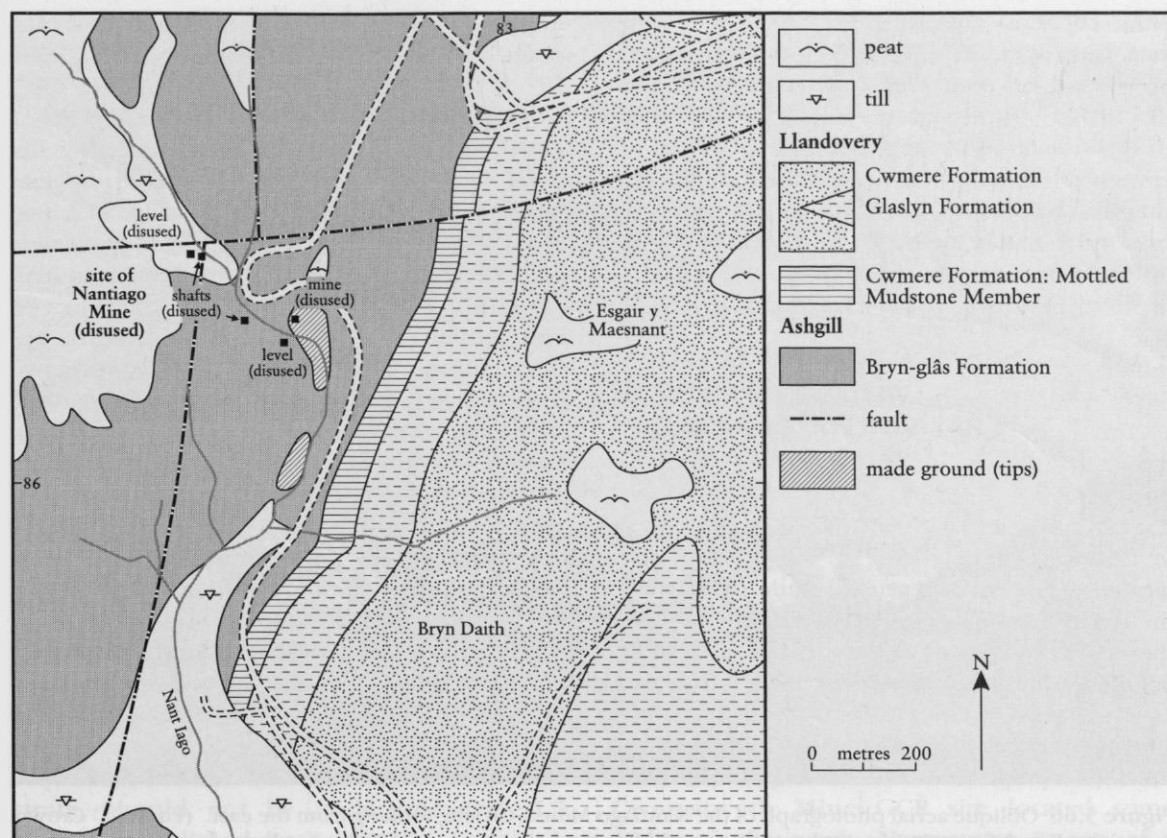 83
level
(disused)
site of
Nantiago
Mine
(disused)
shafts
(disused)
mine
(disused)
level
(disused)
Esgair y
Maesnant
86
Bryn Daith
Nant Iago
peat
till
Llandovery
Cwmere Formation
Glaslyn Formation
Cwmere Formation: Mottled
Mudstone Member
Ashgill
Bryn-glâs Formation
fault
made ground (tips)
N
0 metres 200